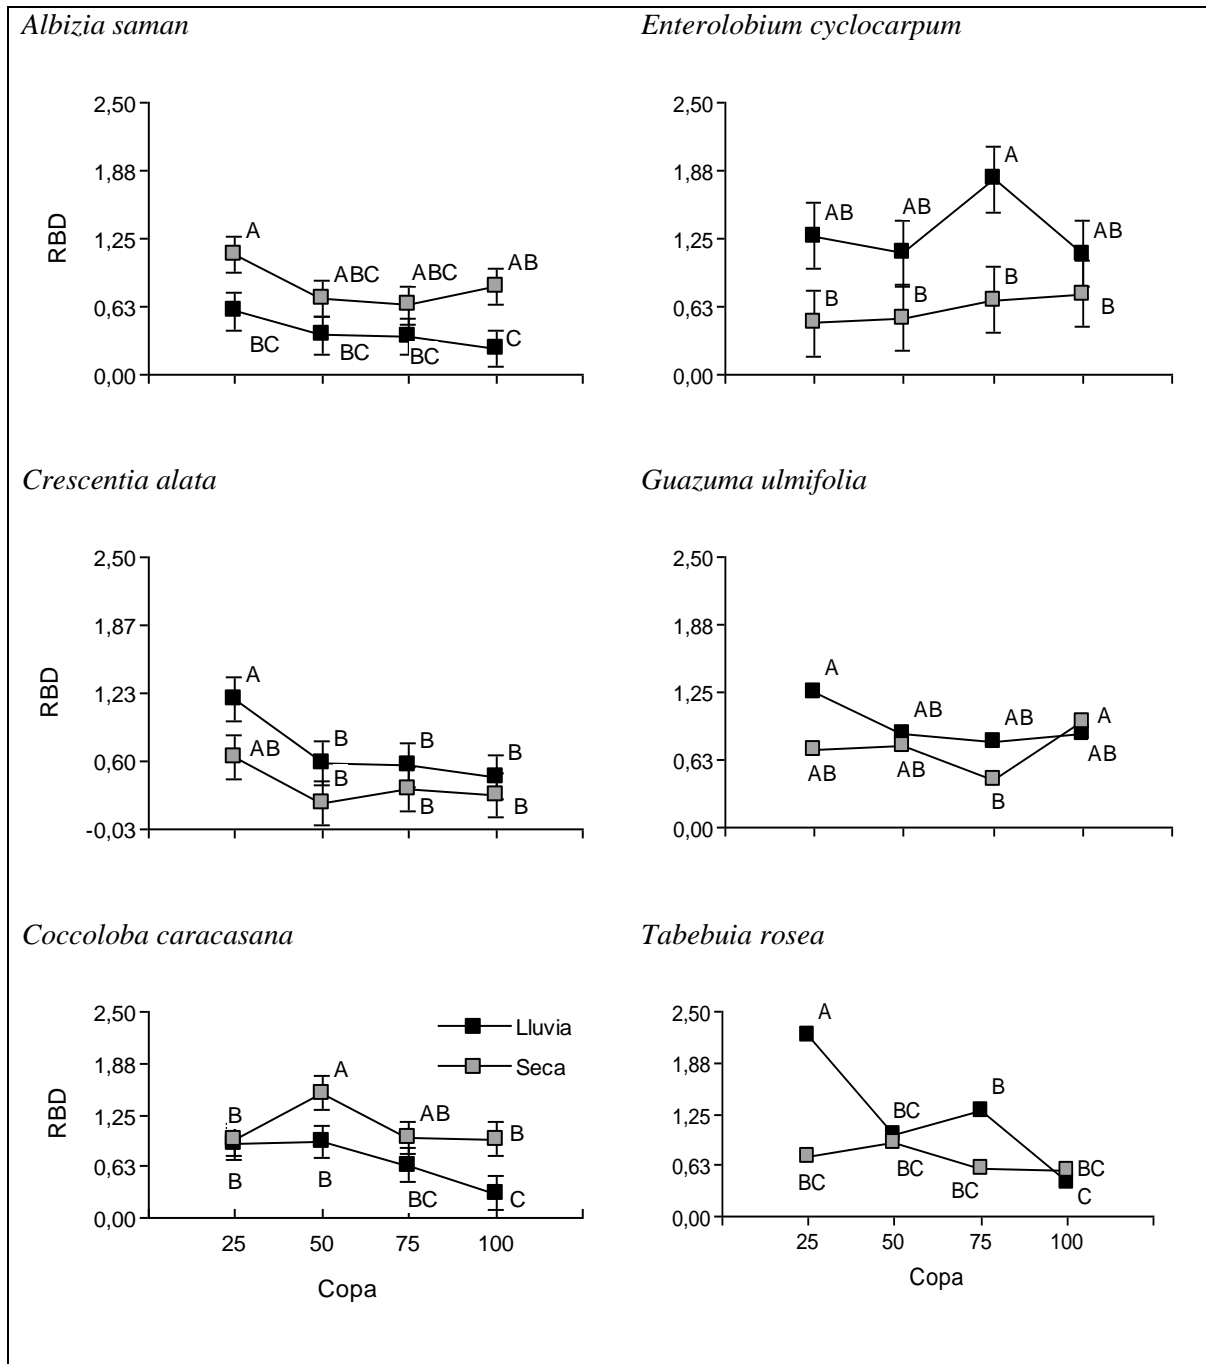 Albizia saman
Enterolobium cyclocarpum
2,50
1,88
1,25
0,63
0,00
RBD
A
ABC
ABC
AB
BC
BC
BC
C
2,50
1,88
1,25
0,63
0,00
AB
AB
A
AB
B
B
B
B
Crescentia alata
Guazuma ulmifolia
2,50
1,87
1,23
0,60
-0,03
RBD
A
B
B
B
AB
B
B
B
2,50
1,88
1,25
0,63
0,00
A
AB
AB
A
AB
AB
AB
B
Coccoloba caracasana
Tabebuia rosea
2,50
1,88
1,25
0,63
0,00
RBD
Lluvia
Seca
B
A
AB
B
B
B
BC
C
25
50
75
100
Copa
2,50
1,88
1,25
0,63
0,00
A
BC
B
BC
BC
BC
BC
C
25
50
75
100
Copa